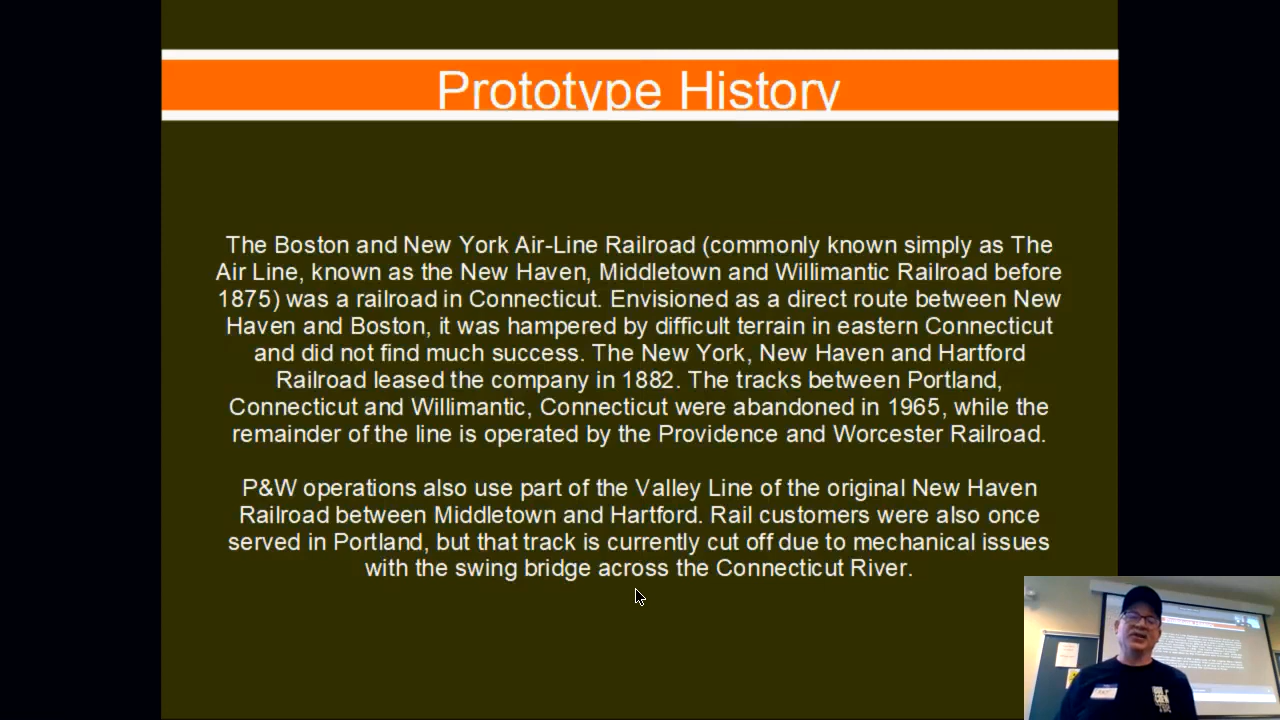 Prototype History
The Boston and New York Air-Line Railroad (commonly known simply as The
Air Line, known as the New Haven, Middletown and Willimantic Railroad before
1875) was a railroad in Connecticut. Envisioned as a direct route between New
Haven and Boston, it was hampered by difficult terrain in eastern Connecticut
and did not find much success. The New York, New Haven and Hartford
Railroad leased the company in 1882. The tracks between Portland,
Connecticut and Willimantic, Connecticut were abandoned in 1965, while the
remainder of the line is operated by the Providence and Worcester Railroad.
P&W operations also use part of the Valley Line of the original New Haven
Railroad between Middletown and Hartford. Rail customers were also once
served in Portland, but that track is currently cut off due to mechanical issues
with the swing bridge across the Connecticut River.